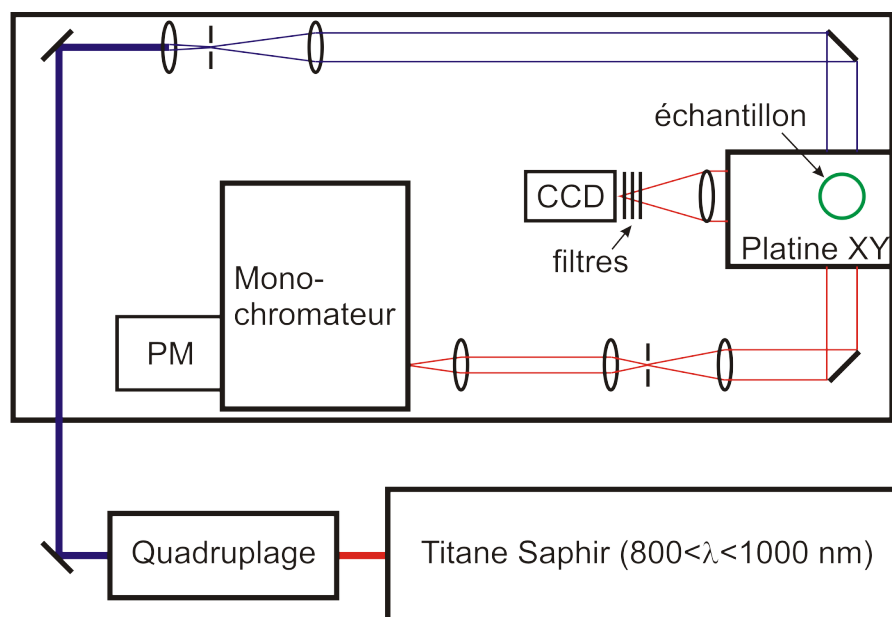 échantillon
CCD
filtres
Platine XY
Mono-
chromateur
PM
Quadruplage
Titane Saphir (800<λ<1000 nm)